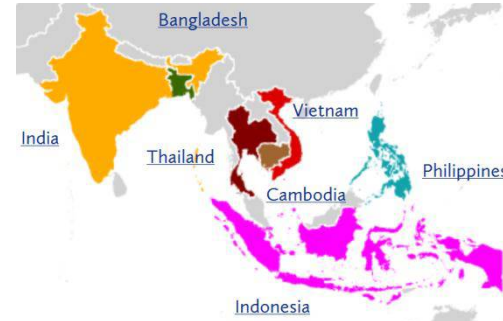 Bangladesh
Vietnam
India
Thailand
Philippines
Cambodia
Indonesia